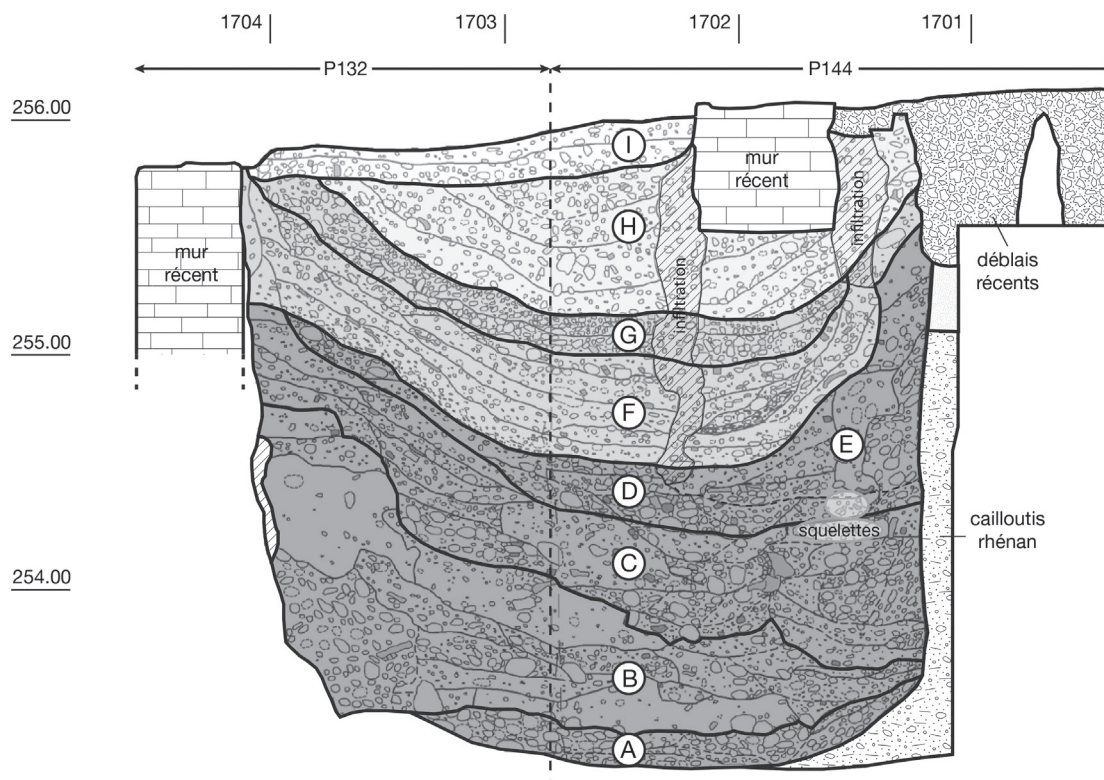 1704
1703
1702
1701
P132
P144
256.00
I
mur
récent
H
infiltration
infiltration
mur
récent
déblais
récents
255.00
G
F
E
D
squelettes
cailloutis
rhénan
C
254.00
B
A